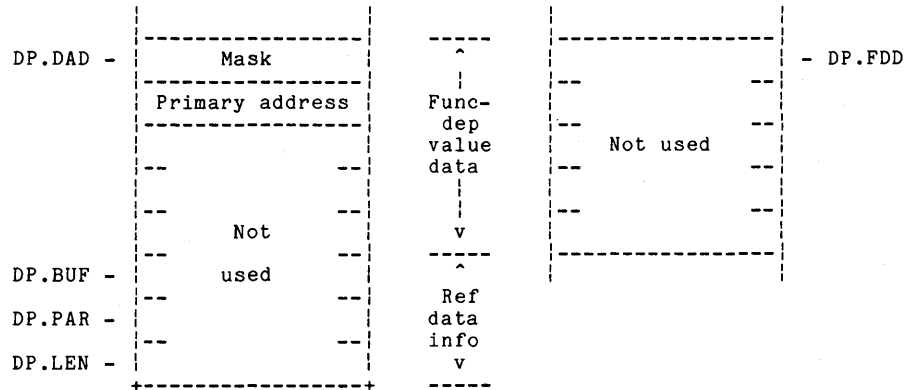 DP.DAD - Mask ^ - DP.FDD
Primary address Func-
dep
value Not used
data
Not v
DP.BUF - used ^
Ref
DP.PAR - data
info
DP.LEN - v